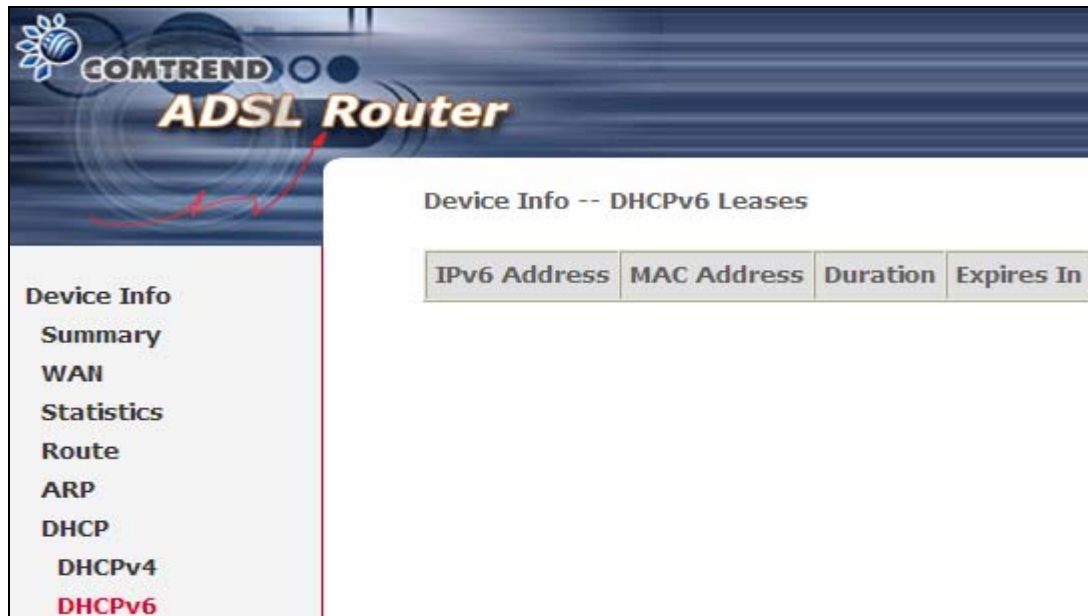 COMTREND
ADSL Router
Device Info -- DHCPv6 Leases
IPv6 Address MAC Address Duration Expires In
Device Info
Summary
WAN
Statistics
Route
ARP
DHCP
DHCPv4
DHCPv6